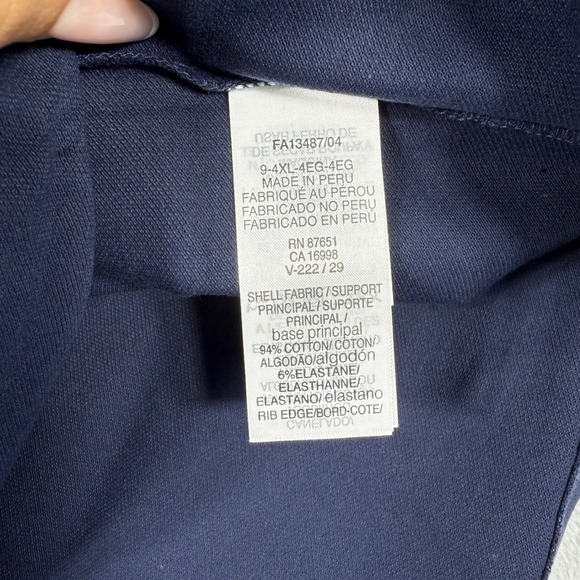 FA13487/04
9-4XL-4EG-4EG
MADE IN PERU
FABRIQUÉ AU PÉROU
FABRICADO NO PERU
FABRICADO EN PERU
RN 87651
CA 16998
V-222 / 29
SHELL FABRIC / SUPPORT
PRINCIPAL / SUPORTE
PRINCIPAL /
base principal
94% COTTON/ COTON/
ALGODÃO/algodón
6%ELASTANE/
ELASTHANNE/
ELASTANO/ elastano
RIB EDGE/BORD-COTE/